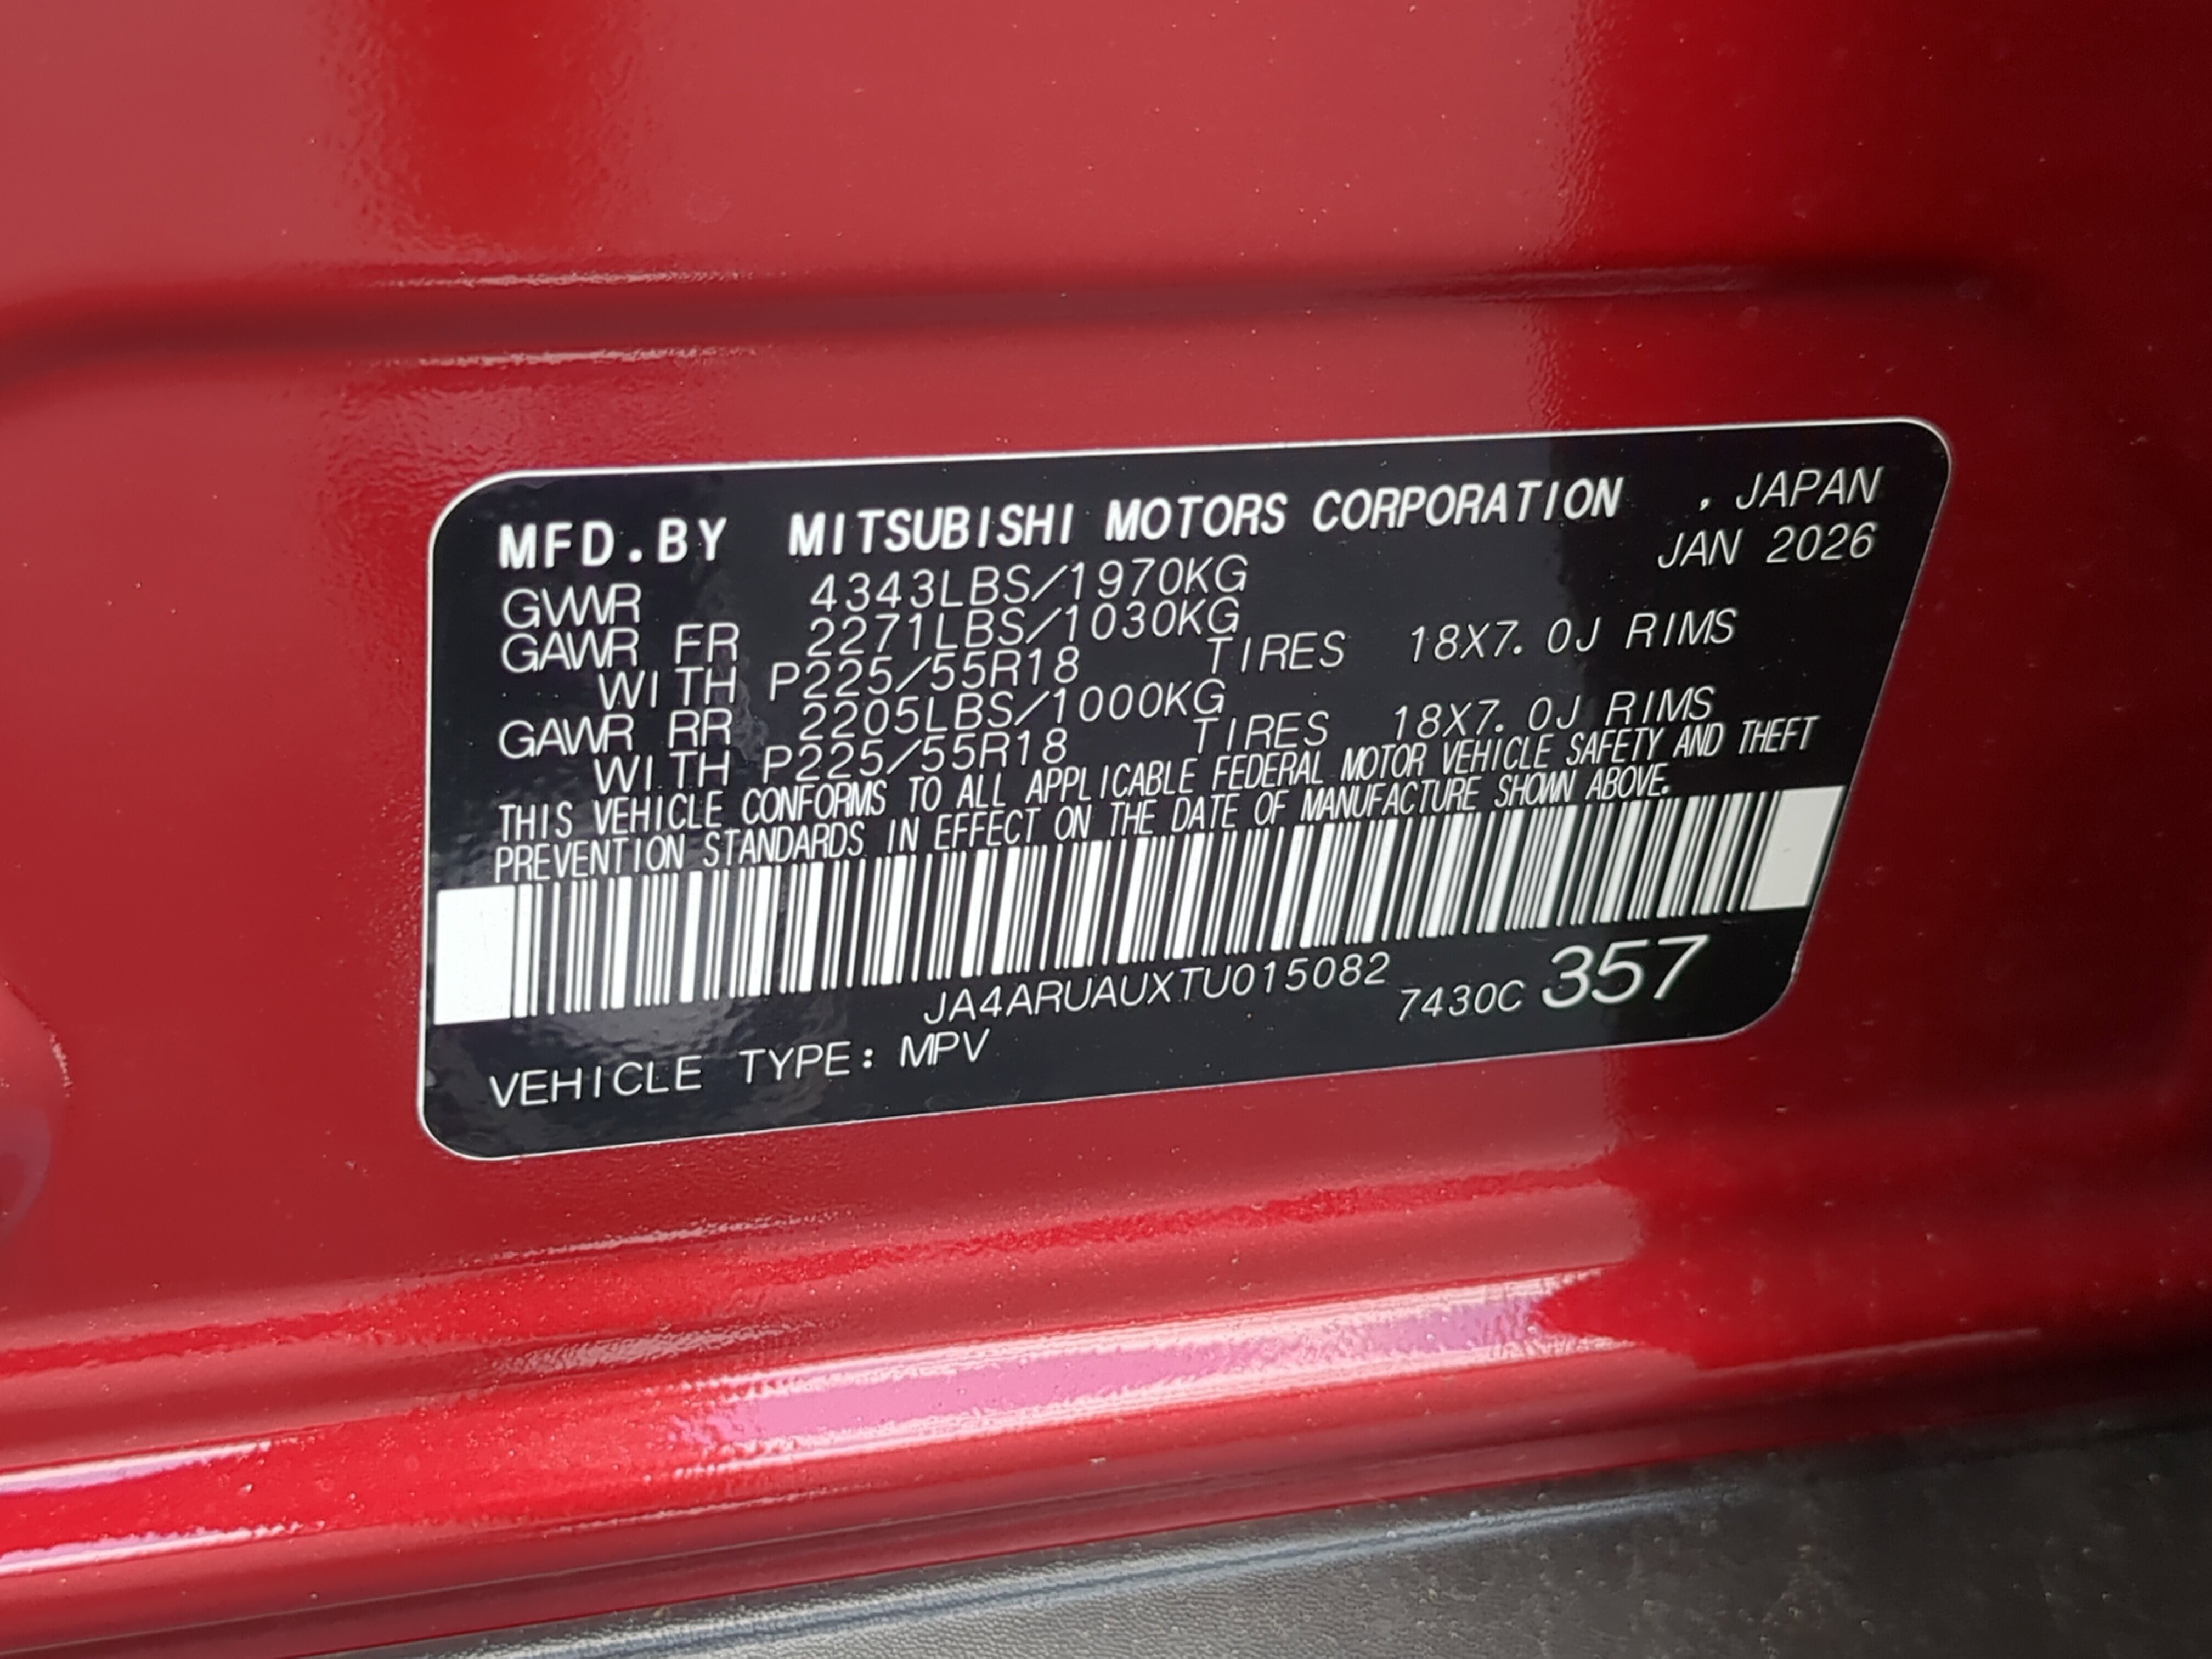 MFD.BY MITSUBISHI MOTORS CORPORATION , JAPAN
JAN 2026
GVWR 4343LBS/1970KG
GAWR FR 2271LBS/1030KG
WITH P225/55R18 TIRES 18X7.0J RIMS
GAWR RR 2205LBS/1000KG
WITH P225/55R18 TIRES 18X7.0J RIMS
THIS VEHICLE CONFORMS TO ALL APPLICABLE FEDERAL MOTOR VEHICLE SAFETY AND THEFT
PREVENTION STANDARDS IN EFFECT ON THE DATE OF MANUFACTURE SHOWN ABOVE.
JA4ARUAUXTU015082 7430C 357
VEHICLE TYPE: MPV